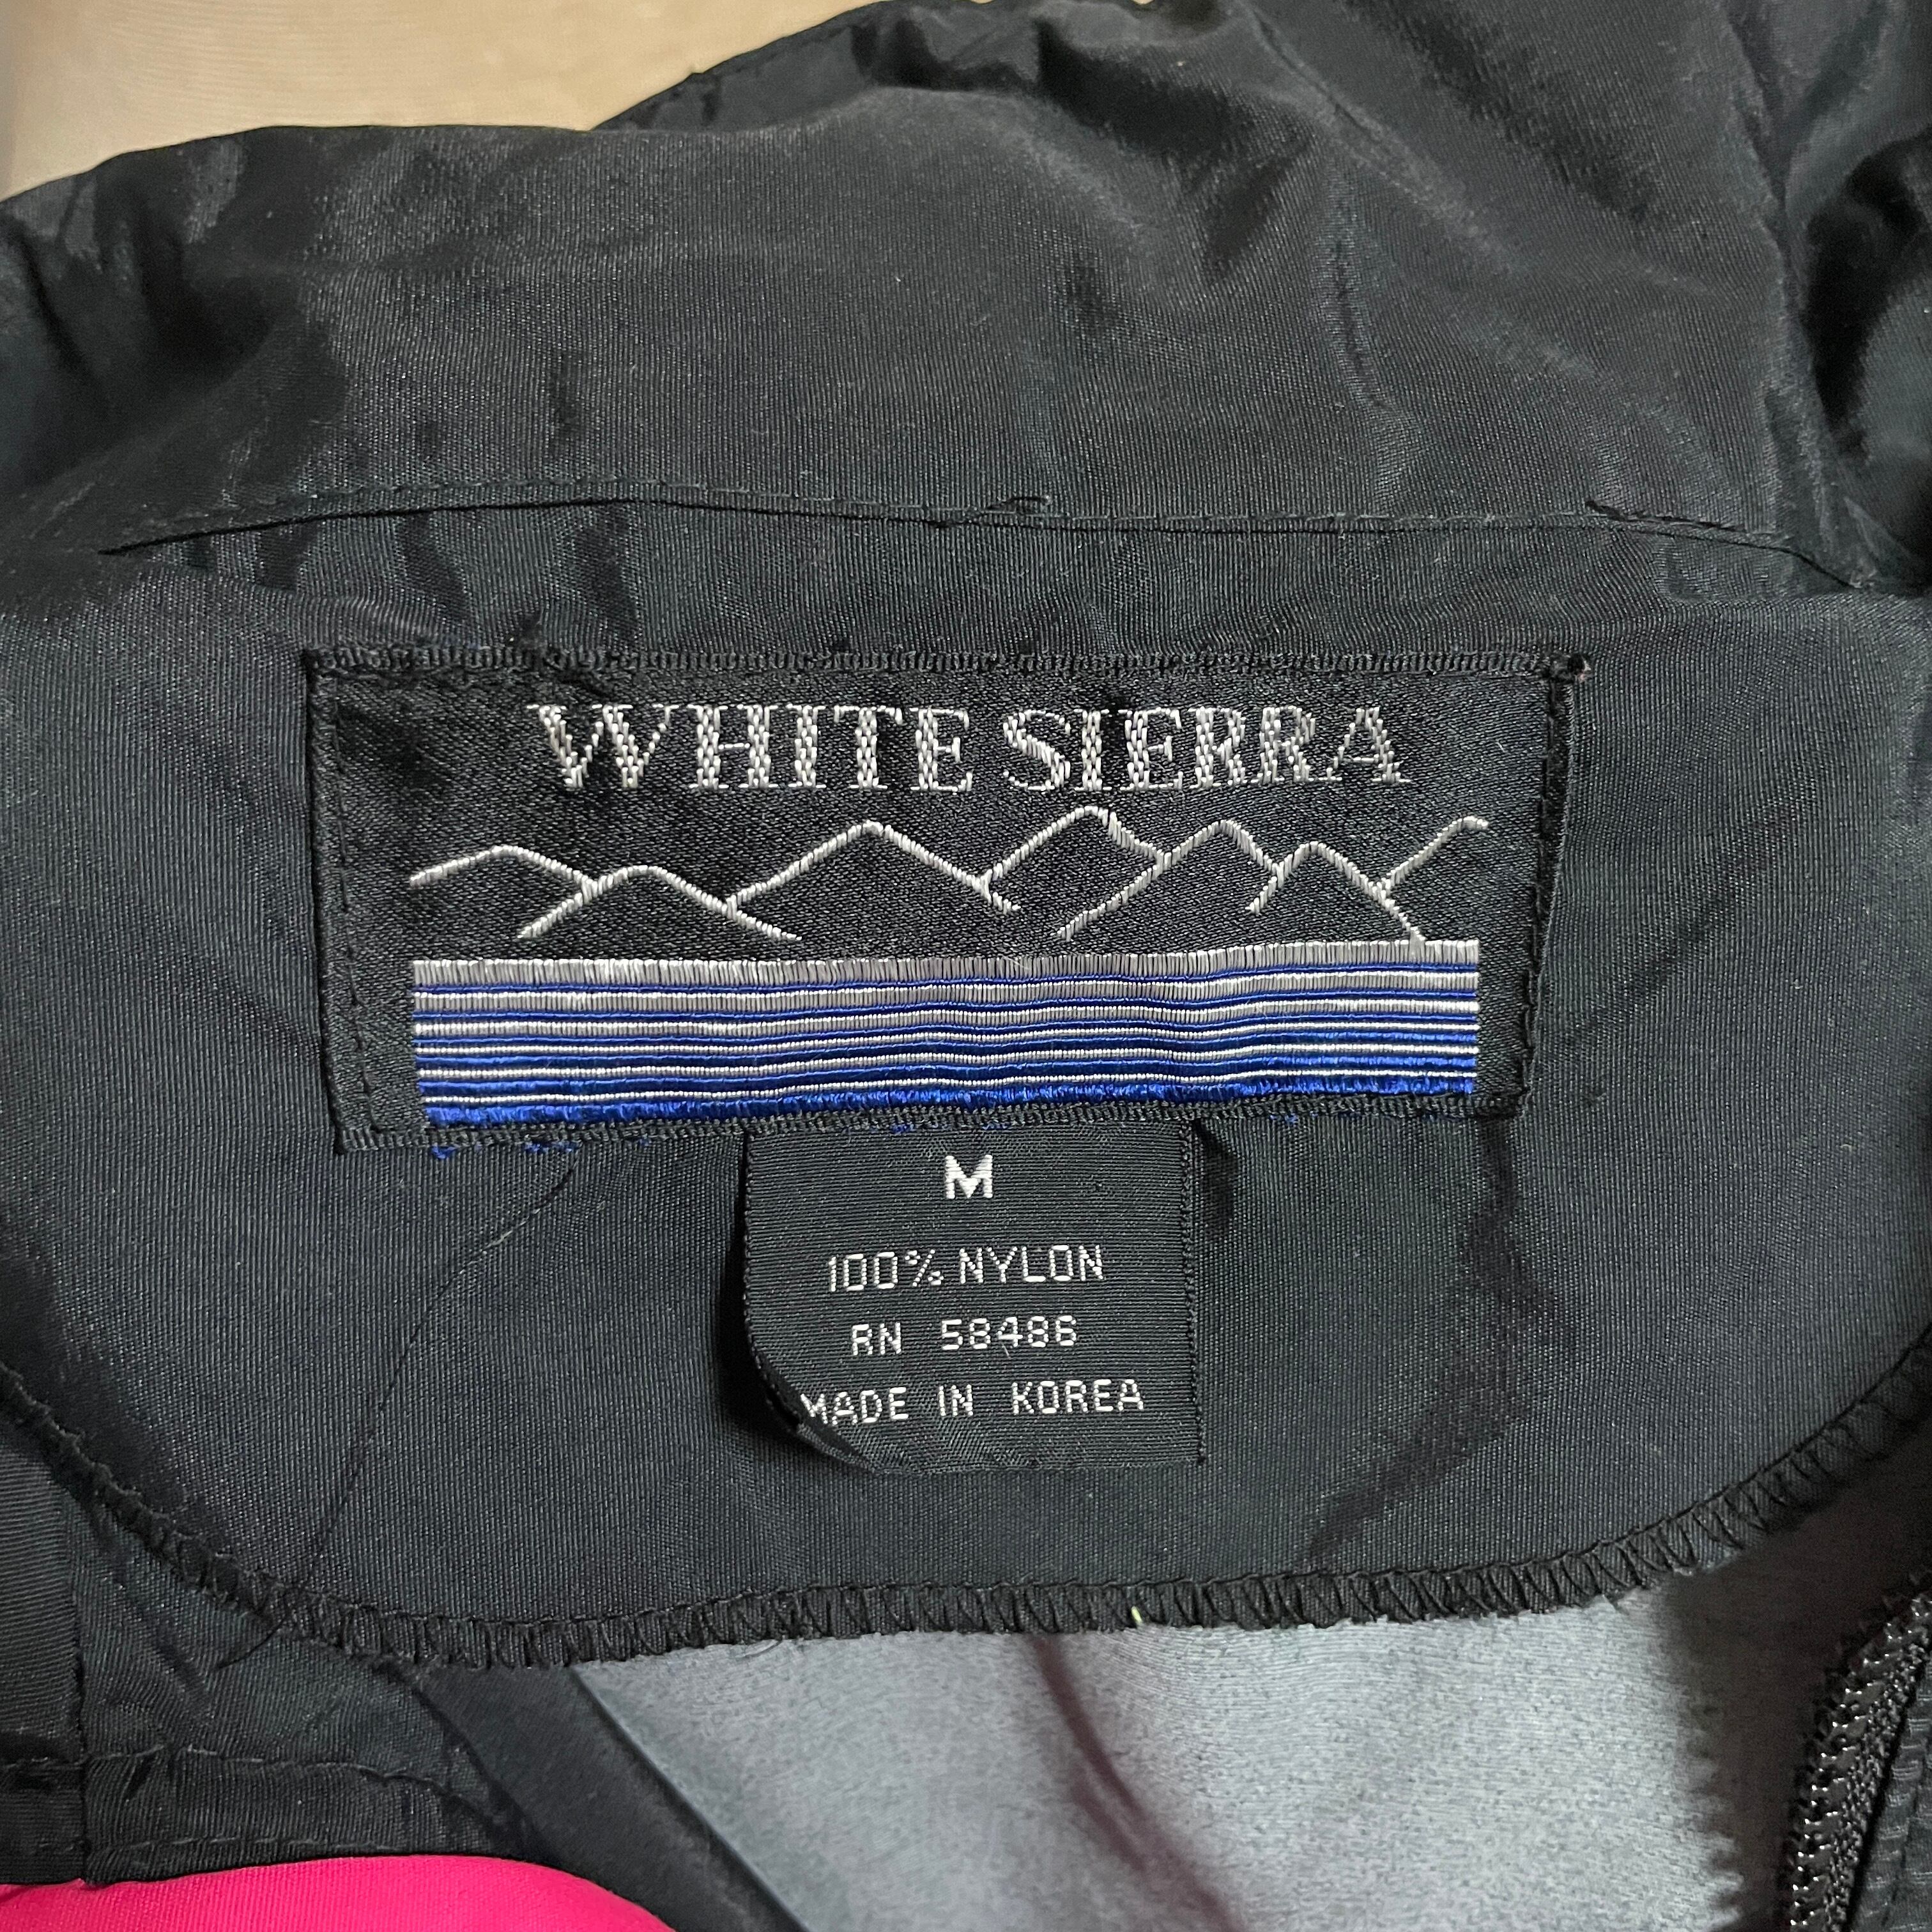 WHITE SIERRA
M
100% NYLON
RN 58486
MADE IN KOREA